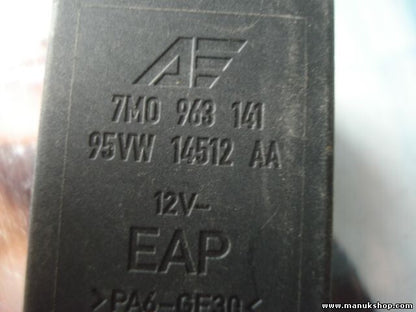 AF
7M0 963 141
95VW 14512 AA
12V-
EAP
>PA6-GF30<
www.manukshop.com